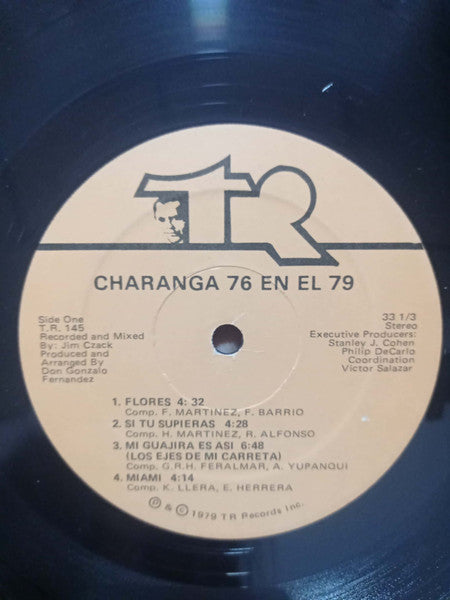 TR
CHARANGA 76 EN EL 79
Side One
T.R. 145
Recorded and Mixed
By: Jim Czack
Produced and
Arranged By
Don Gonzalo
Fernandez
33 1/3
Stereo
Executive Producers:
Stanley J. Cohen
Philip DeCarlo
Coordination
Victor Salazar
1. FLORES 4:32
Comp. F. MARTINEZ, F. BARRIO
2. SI TU SUPIERAS 4:28
Comp. H. MARTINEZ, R. ALFONSO
3. MI GUAJIRA ES ASI 6:48
(LOS EJES DE MI CARRETA)
Comp. G.R.H. FERALMAR, A. YUPANQUI
4. MIAMI 4:14
Comp. K. LLERA, E. HERRERA
℗ & © 1979 TR Records Inc.